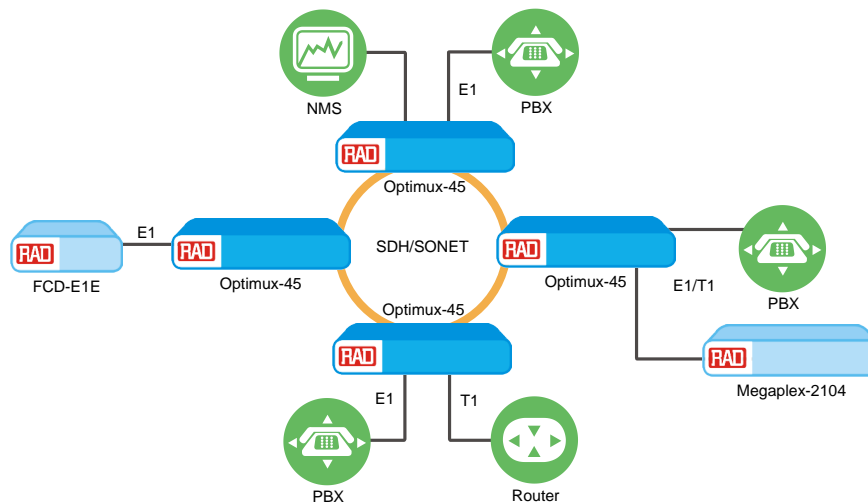 NMS
E1
PBX
RAD
Optimux-45
E1
RAD
FCD-E1E
RAD
Optimux-45
SDH/SONET
RAD
Optimux-45
E1/T1
PBX
Optimux-45
RAD
RAD
Megaplex-2104
E1
T1
PBX
Router